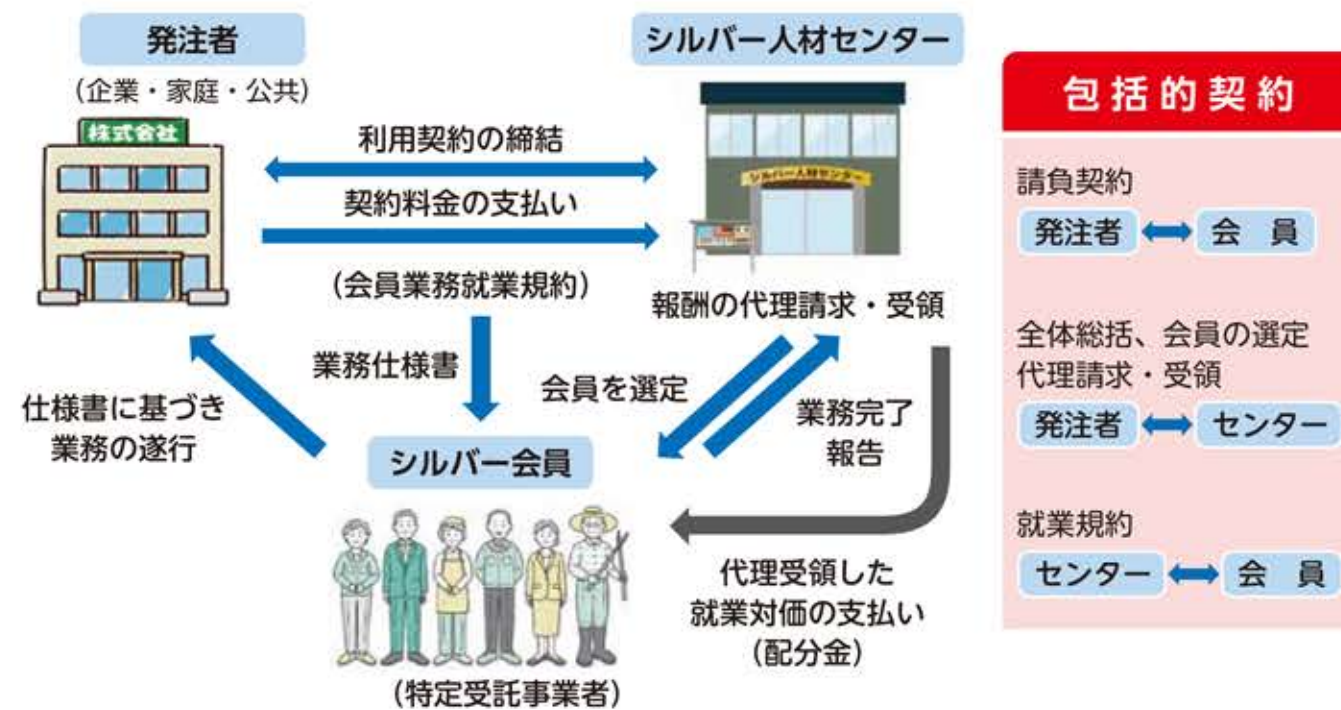 発注者
(企業・家庭・公共)
株式会社
シルバー人材センター
シルバー人材センター
利用契約の締結
契約料金の支払い
(会員業務就業規約)
報酬の代理請求・受領
業務仕様書
会員を選定
業務完了
報告
仕様書に基づき
業務の遂行
シルバー会員
(特定受託事業者)
代理受領した
就業対価の支払い
(配分金)
包括的契約
請負契約
発注者 会 員
全体総括、会員の選定
代理請求・受領
発注者 センター
就業規約
センター 会 員